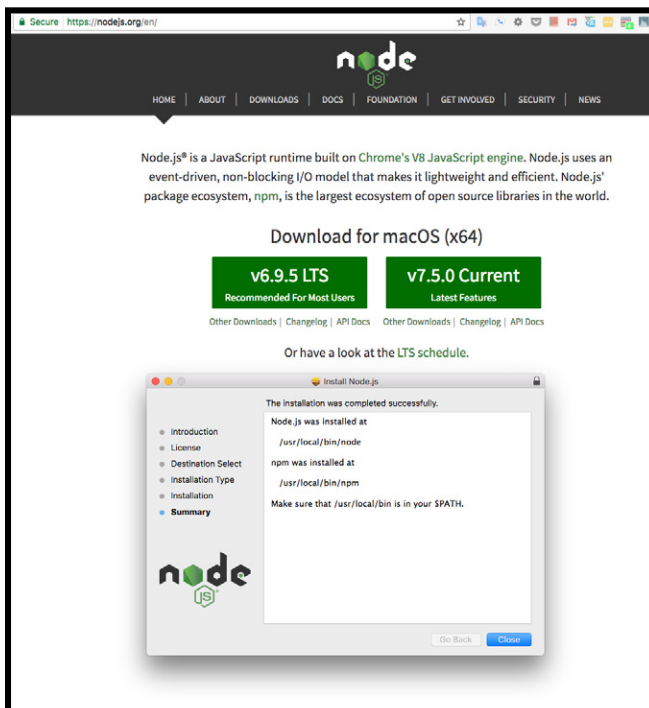 Secure https://nodejs.org/en/
node
JS
HOME | ABOUT | DOWNLOADS | DOCS | FOUNDATION | GET INVOLVED | SECURITY | NEWS
Node.js® is a JavaScript runtime built on Chrome's V8 JavaScript engine. Node.js uses an
event-driven, non-blocking I/O model that makes it lightweight and efficient. Node.js'
package ecosystem, npm, is the largest ecosystem of open source libraries in the world.
Download for macOS (x64)
v6.9.5 LTS
Recommended For Most Users
v7.5.0 Current
Latest Features
Other Downloads | Changelog | API Docs
Other Downloads | Changelog | API Docs
Or have a look at the LTS schedule.
Install Node.js
The installation was completed successfully.
Introduction
License
Destination Select
Installation Type
Installation
Summary
Node.js was installed at
/usr/local/bin/node
npm was installed at
/usr/local/bin/npm
Make sure that /usr/local/bin is in your $PATH.
node
JS
Go Back
Close